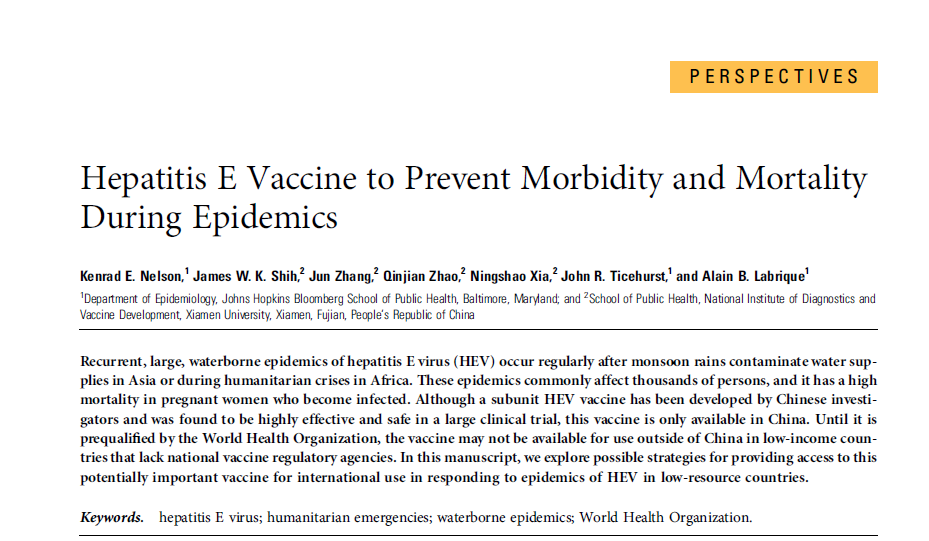 PERSPECTIVES
Hepatitis E Vaccine to Prevent Morbidity and Mortality
During Epidemics
Kenrad E. Nelson,1 James W. K. Shih,2 Jun Zhang,2 Qinjian Zhao,2 Ningshao Xia,2 John R. Ticehurst,1 and Alain B. Labrique1
1Department of Epidemiology, Johns Hopkins Bloomberg School of Public Health, Baltimore, Maryland; and 2School of Public Health, National Institute of Diagnostics and
Vaccine Development, Xiamen University, Xiamen, Fujian, People's Republic of China
Recurrent, large, waterborne epidemics of hepatitis E virus (HEV) occur regularly after monsoon rains contaminate water sup-
plies in Asia or during humanitarian crises in Africa. These epidemics commonly affect thousands of persons, and it has a high
mortality in pregnant women who become infected. Although a subunit HEV vaccine has been developed by Chinese investi-
gators and was found to be highly effective and safe in a large clinical trial, this vaccine is only available in China. Until it is
prequalified by the World Health Organization, the vaccine may not be available for use outside of China in low-income coun-
tries that lack national vaccine regulatory agencies. In this manuscript, we explore possible strategies for providing access to this
potentially important vaccine for international use in responding to epidemics of HEV in low-resource countries.
Keywords. hepatitis E virus; humanitarian emergencies; waterborne epidemics; World Health Organization.